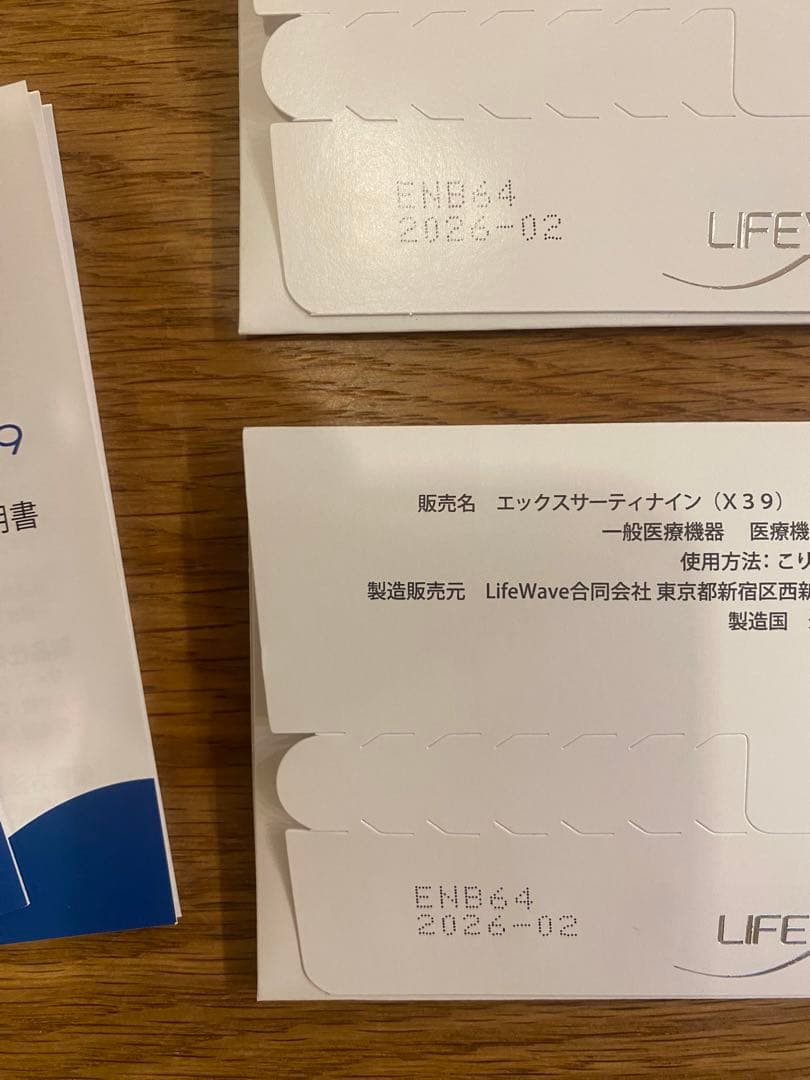 ENB64
2026-02
LIFE
9
明書
販売名 エックスサーティナイン（X39）
一般医療機器 医療機
使用方法：こり
製造販売元 LifeWave合同会社 東京都新宿区西新
製造国
ENB64
2026-02
LIFE